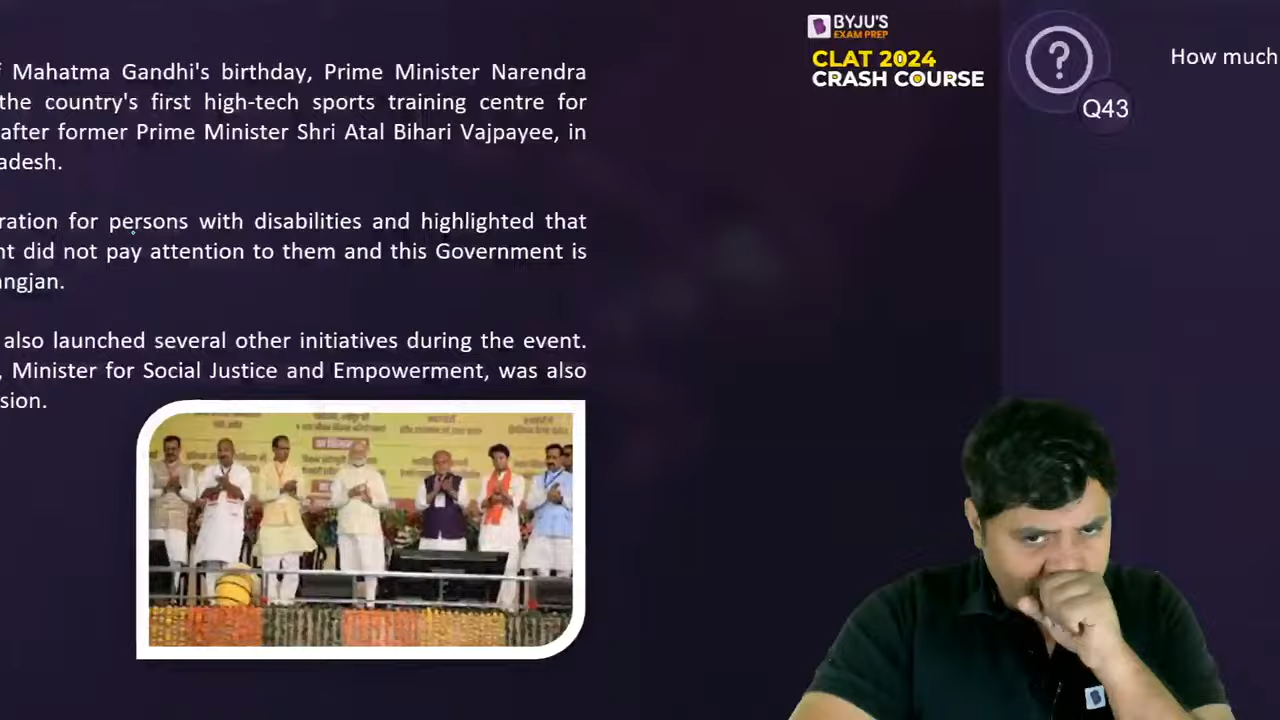 f Mahatma Gandhi's birthday, Prime Minister Narendra
the country's first high-tech sports training centre for
after former Prime Minister Shri Atal Bihari Vajpayee, in
adesh.
ration for persons with disabilities and highlighted that
nt did not pay attention to them and this Government is
angjan.
also launched several other initiatives during the event.
, Minister for Social Justice and Empowerment, was also
sion.
BYJU'S
EXAM PREP
CLAT 2024
CRASH COURSE
?
Q43
How much